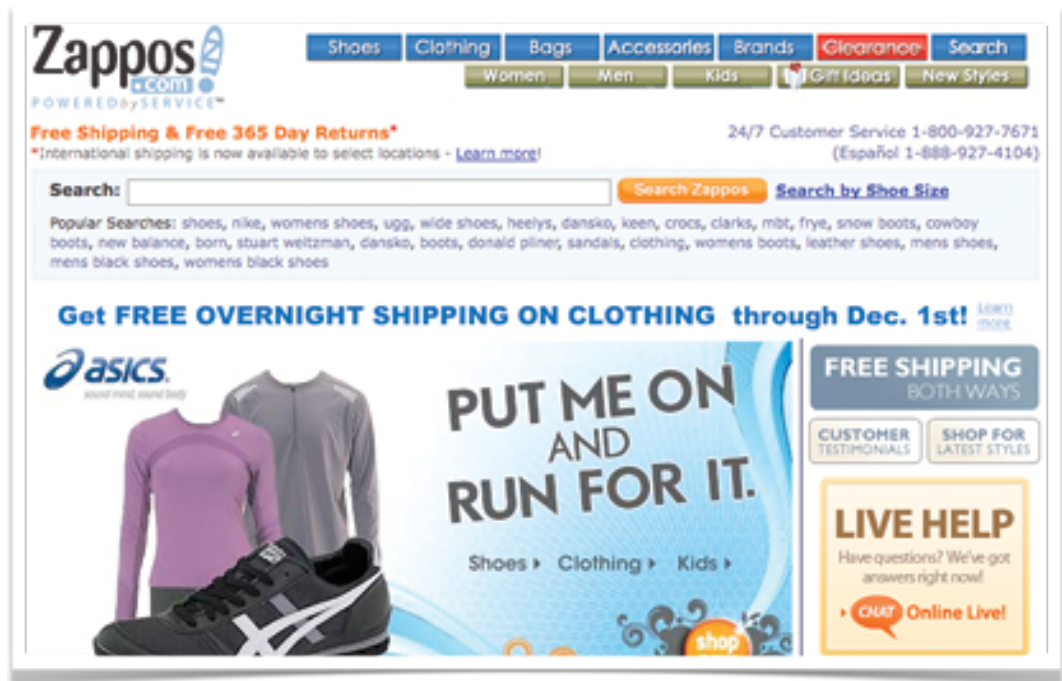 Zappos
.com
POWERED by SERVICE™
Shoes Clothing Bags Accessories Brands Clearance Search
Women Men Kids Gift Ideas New Styles
Free Shipping & Free 365 Day Returns*
*International shipping is now available to select locations - Learn more!
24/7 Customer Service 1-800-927-7671
(Español 1-888-927-4104)
Search: Search Zappos Search by Shoe Size
Popular Searches: shoes, nike, womens shoes, ugg, wide shoes, heelys, dansko, keen, crocs, clarks, mbt, frye, snow boots, cowboy
boots, new balance, born, stuart weitzman, dansko, boots, donald pliner, sandals, clothing, womens boots, leather shoes, mens shoes,
mens black shoes, womens black shoes
Get FREE OVERNIGHT SHIPPING ON CLOTHING through Dec. 1st! Learn
more
asics.
sound mind, sound body
PUT ME ON
AND
RUN FOR IT.
Shoes Clothing Kids
shop
FREE SHIPPING
BOTH WAYS
CUSTOMER
TESTIMONIALS
SHOP FOR
LATEST STYLES
LIVE HELP
Have questions? We've got
answers right now!
CHAT Online Live!